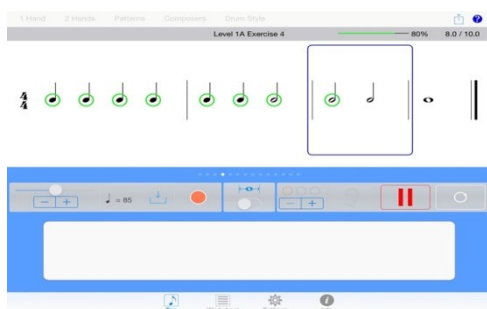 1 Hand 2 Hands Patterns Composers Drum Style
Level 1A Exercise 4 80% 8.0 / 10.0
4
4
= 85